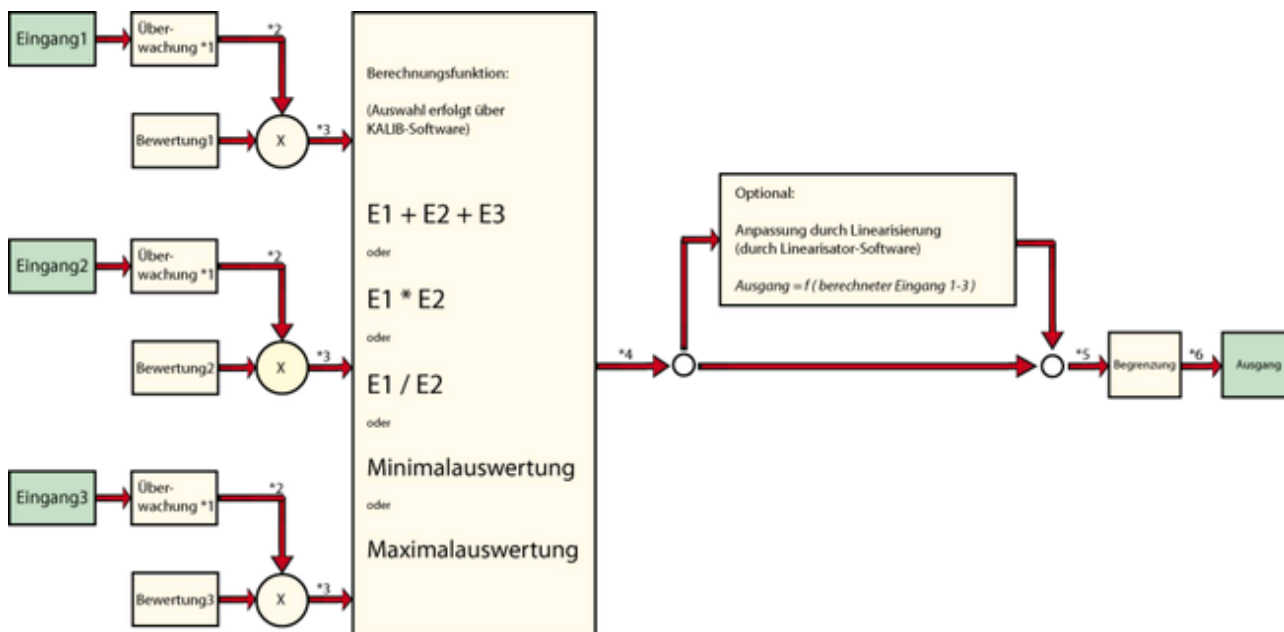 Eingang1
Über-
wachung *1
*2
Bewertung1
X
*3
Eingang2
Über-
wachung *1
*2
Bewertung2
X
*3
Eingang3
Über-
wachung *1
*2
Bewertung3
X
*3
Berechnungsfunktion:
(Auswahl erfolgt über
KALIB-Software)
E1 + E2 + E3
oder
E1 * E2
oder
E1 / E2
oder
Minimalauswertung
oder
Maximalauswertung
*4
Optional:
Anpassung durch Linearisierung
(durch Linearisator-Software)
Ausgang = f ( berechneter Eingang 1-3 )
*5
Begrenzung
*6
Ausgang